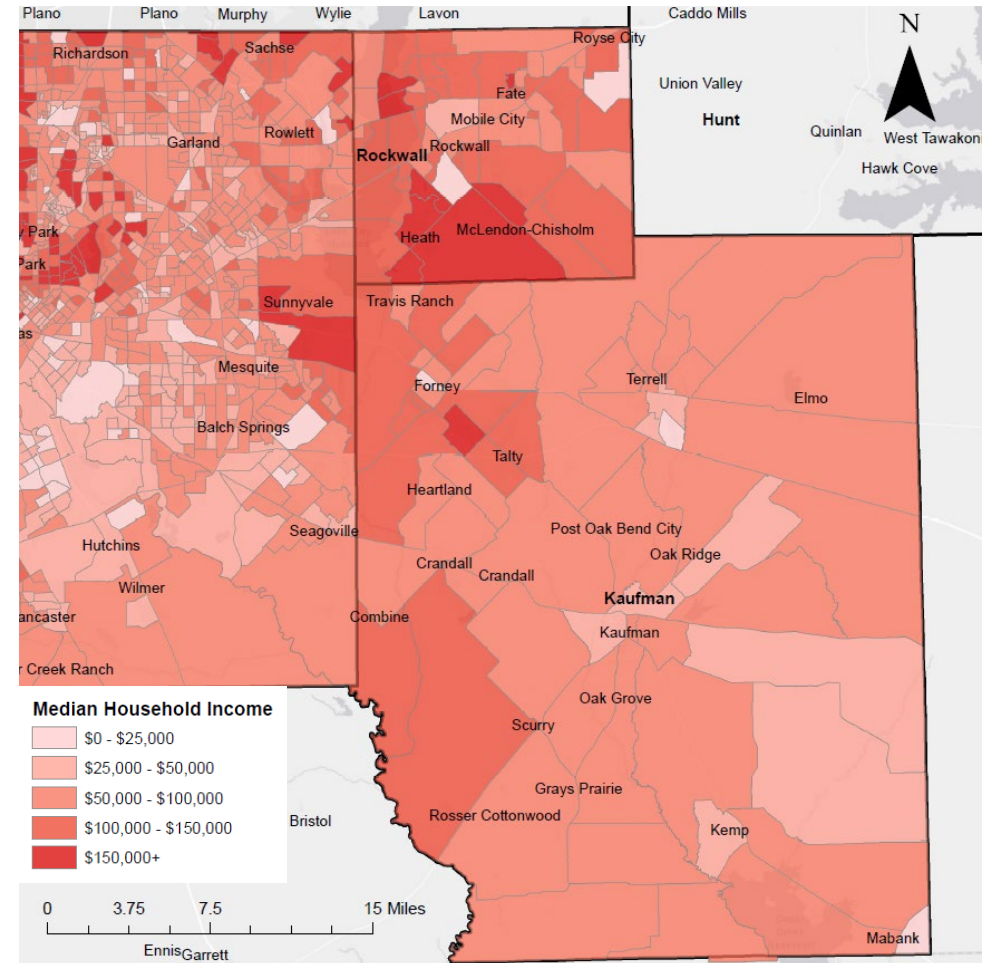 Plano
Plano
Murphy
Wylie
Lavon
Caddo Mills
N
Richardson
Sachse
Royse City
Union Valley
Fate
Hunt
Mobile City
Garland
Rowlett
Quinlan
West Tawakoni
Rockwall
Rockwall
Hawk Cove
y Park
Heath
McLendon-Chisholm
Park
Sunnyvale
Travis Ranch
as
Mesquite
Forney
Terrell
Elmo
Balch Springs
Talty
Heartland
Seagoville
Post Oak Bend City
Hutchins
Oak Ridge
Crandall
Crandall
Wilmer
Kaufman
ancaster
Combine
Kaufman
r Creek Ranch
Oak Grove
Median Household Income
$0 - $25,000
$25,000 - $50,000
$50,000 - $100,000
$100,000 - $150,000
$150,000+
Scurry
Grays Prairie
Bristol
Rosser Cottonwood
Kemp
0 3.75 7.5 15 Miles
Mabank
Ennis
Garrett